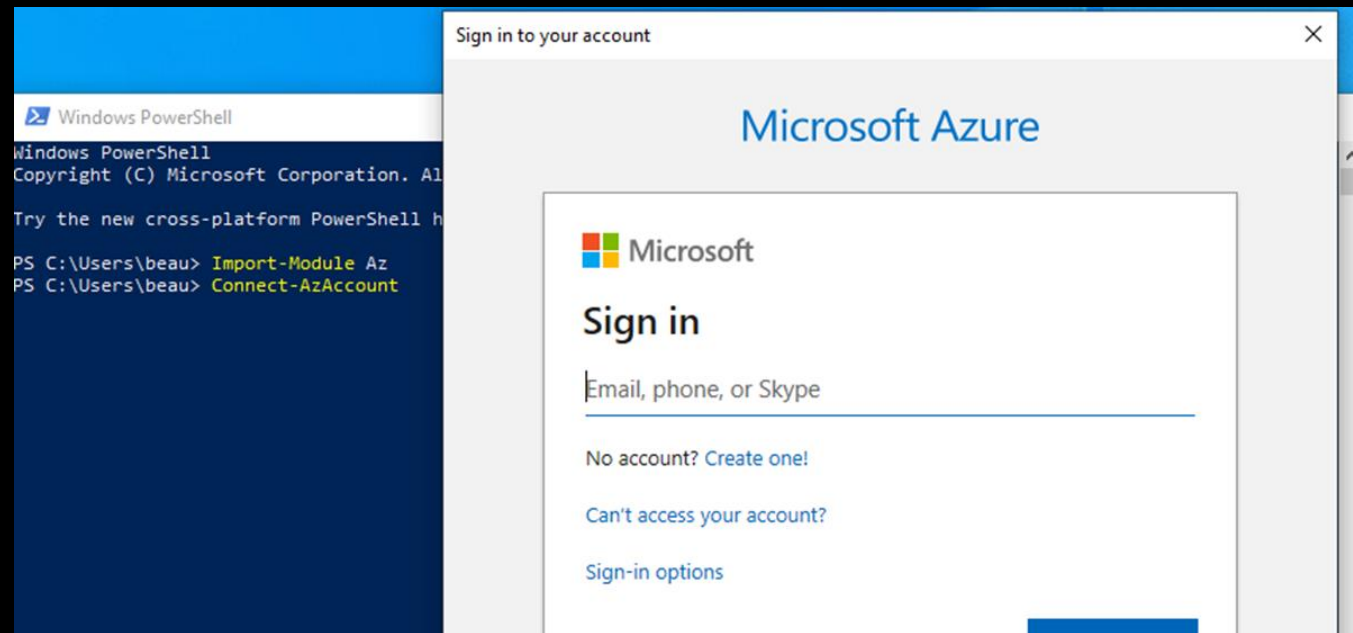 Sign in to your account
Windows PowerShell
Windows PowerShell
Copyright (C) Microsoft Corporation. Al
Try the new cross-platform PowerShell h
PS C:\Users\beau> Import-Module Az
PS C:\Users\beau> Connect-AzAccount
Microsoft Azure
Microsoft
Sign in
Email, phone, or Skype
No account? Create one!
Can't access your account?
Sign-in options